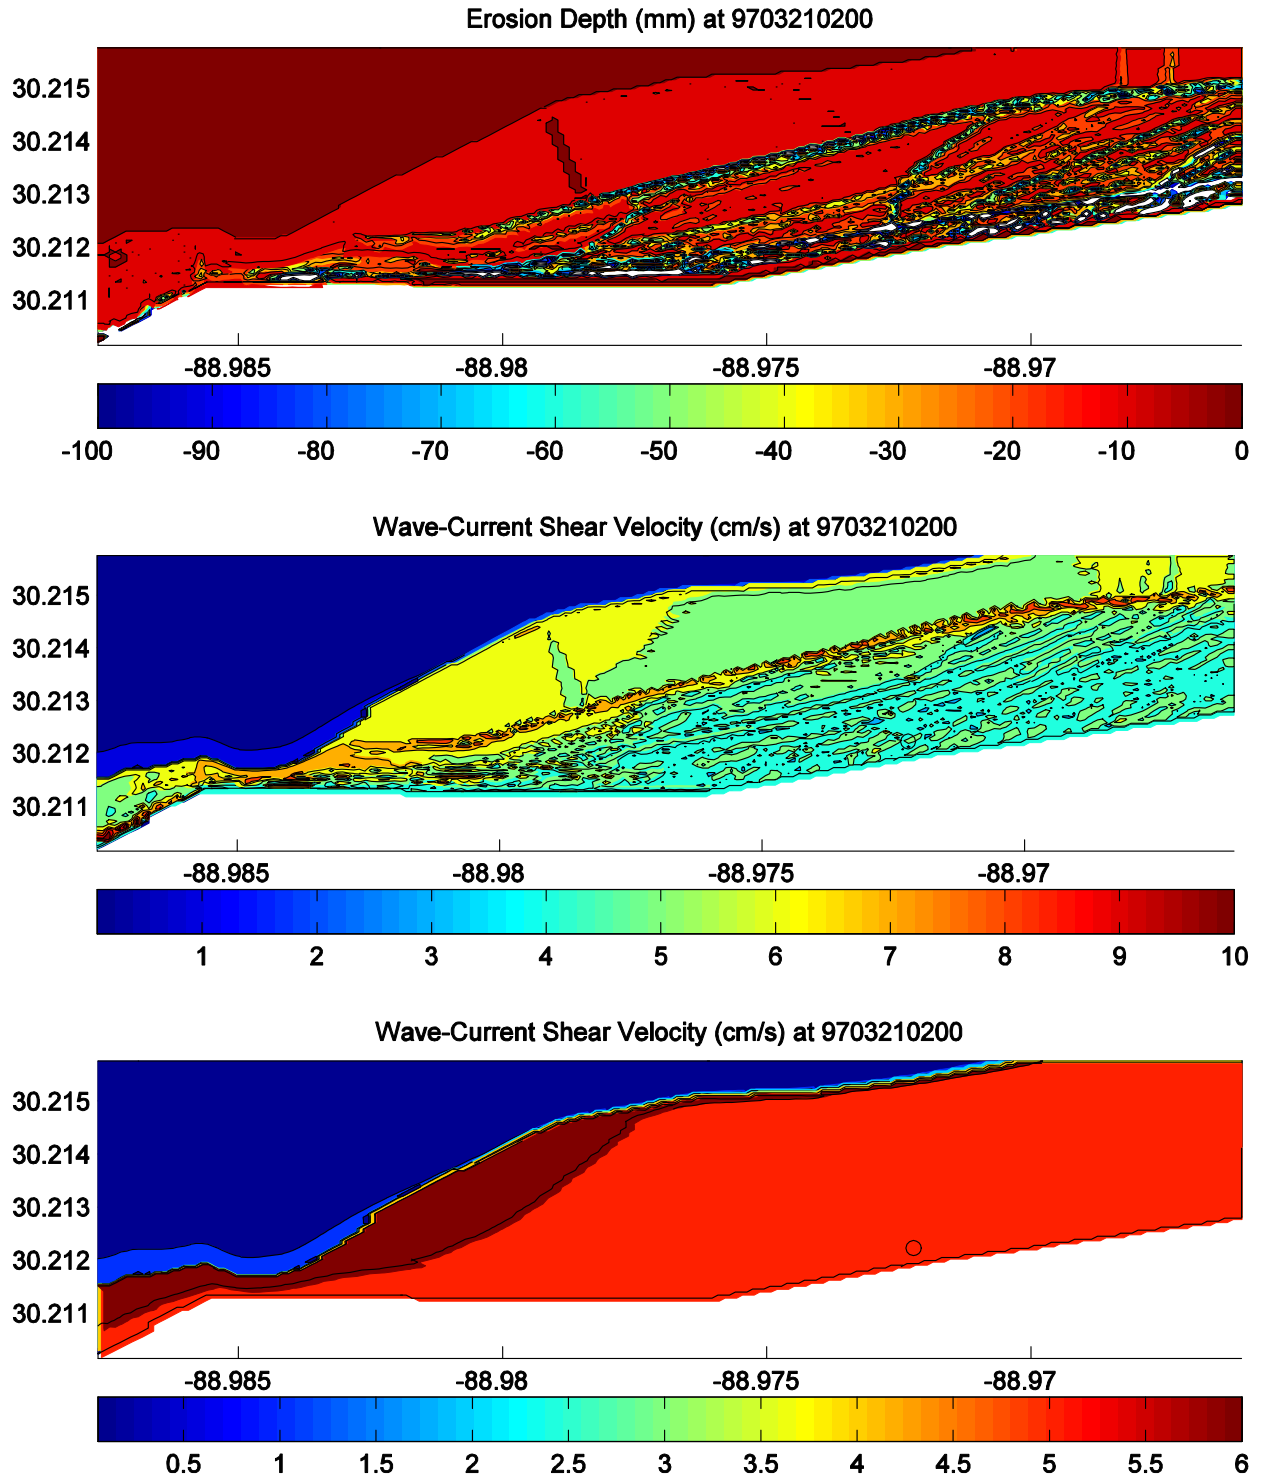 Erosion Depth (mm) at 9703210200
30.215
30.214
30.213
30.212
30.211
-88.985 -88.98 -88.975 -88.97
-100 -90 -80 -70 -60 -50 -40 -30 -20 -10 0
Wave-Current Shear Velocity (cm/s) at 9703210200
30.215
30.214
30.213
30.212
30.211
-88.985 -88.98 -88.975 -88.97
1 2 3 4 5 6 7 8 9 10
Wave-Current Shear Velocity (cm/s) at 9703210200
30.215
30.214
30.213
30.212
30.211
-88.985 -88.98 -88.975 -88.97
0.5 1 1.5 2 2.5 3 3.5 4 4.5 5 5.5 6